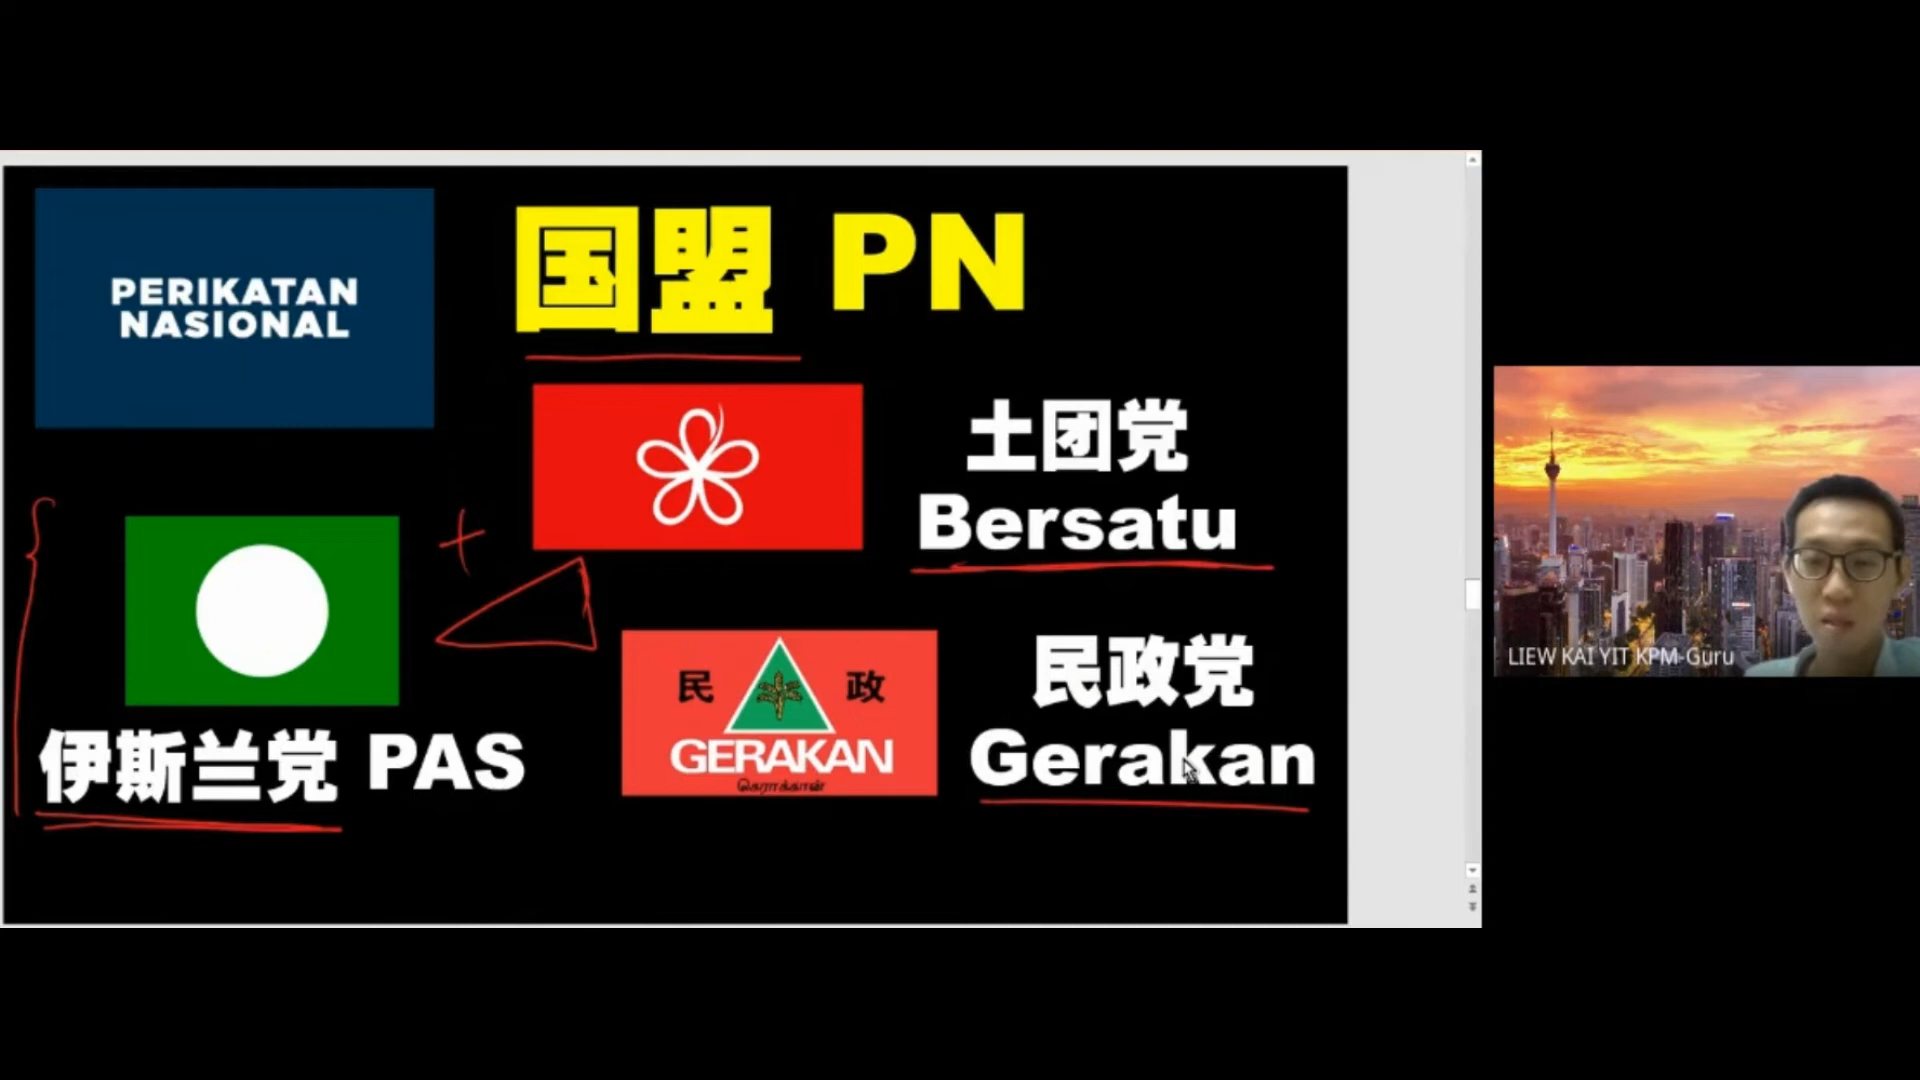 PERIKATAN
NASIONAL
国盟 PN
土团党
Bersatu
伊斯兰党 PAS
民 政
GERAKAN
கெராக்கான்
民政党
Gerakan
LIEW KAI YIT KPM-Guru